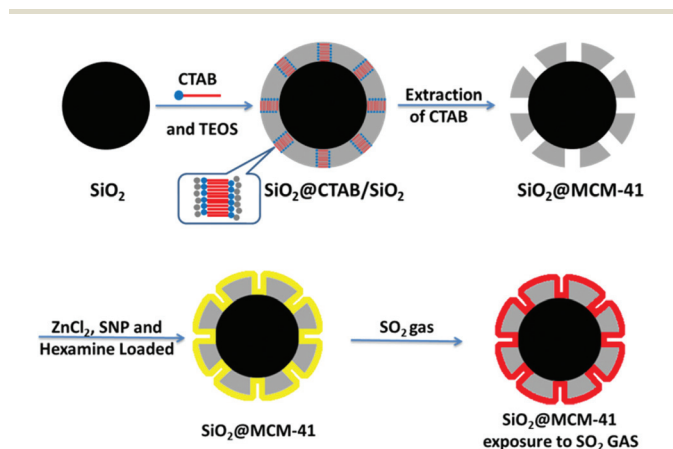 CTAB
and TEOS
Extraction
of CTAB
SiO₂
SiO₂@CTAB/SiO₂
SiO₂@MCM-41
ZnCl₂, SNP and
Hexamine Loaded
SO₂ gas
SiO₂@MCM-41
SiO₂@MCM-41
exposure to SO₂ GAS